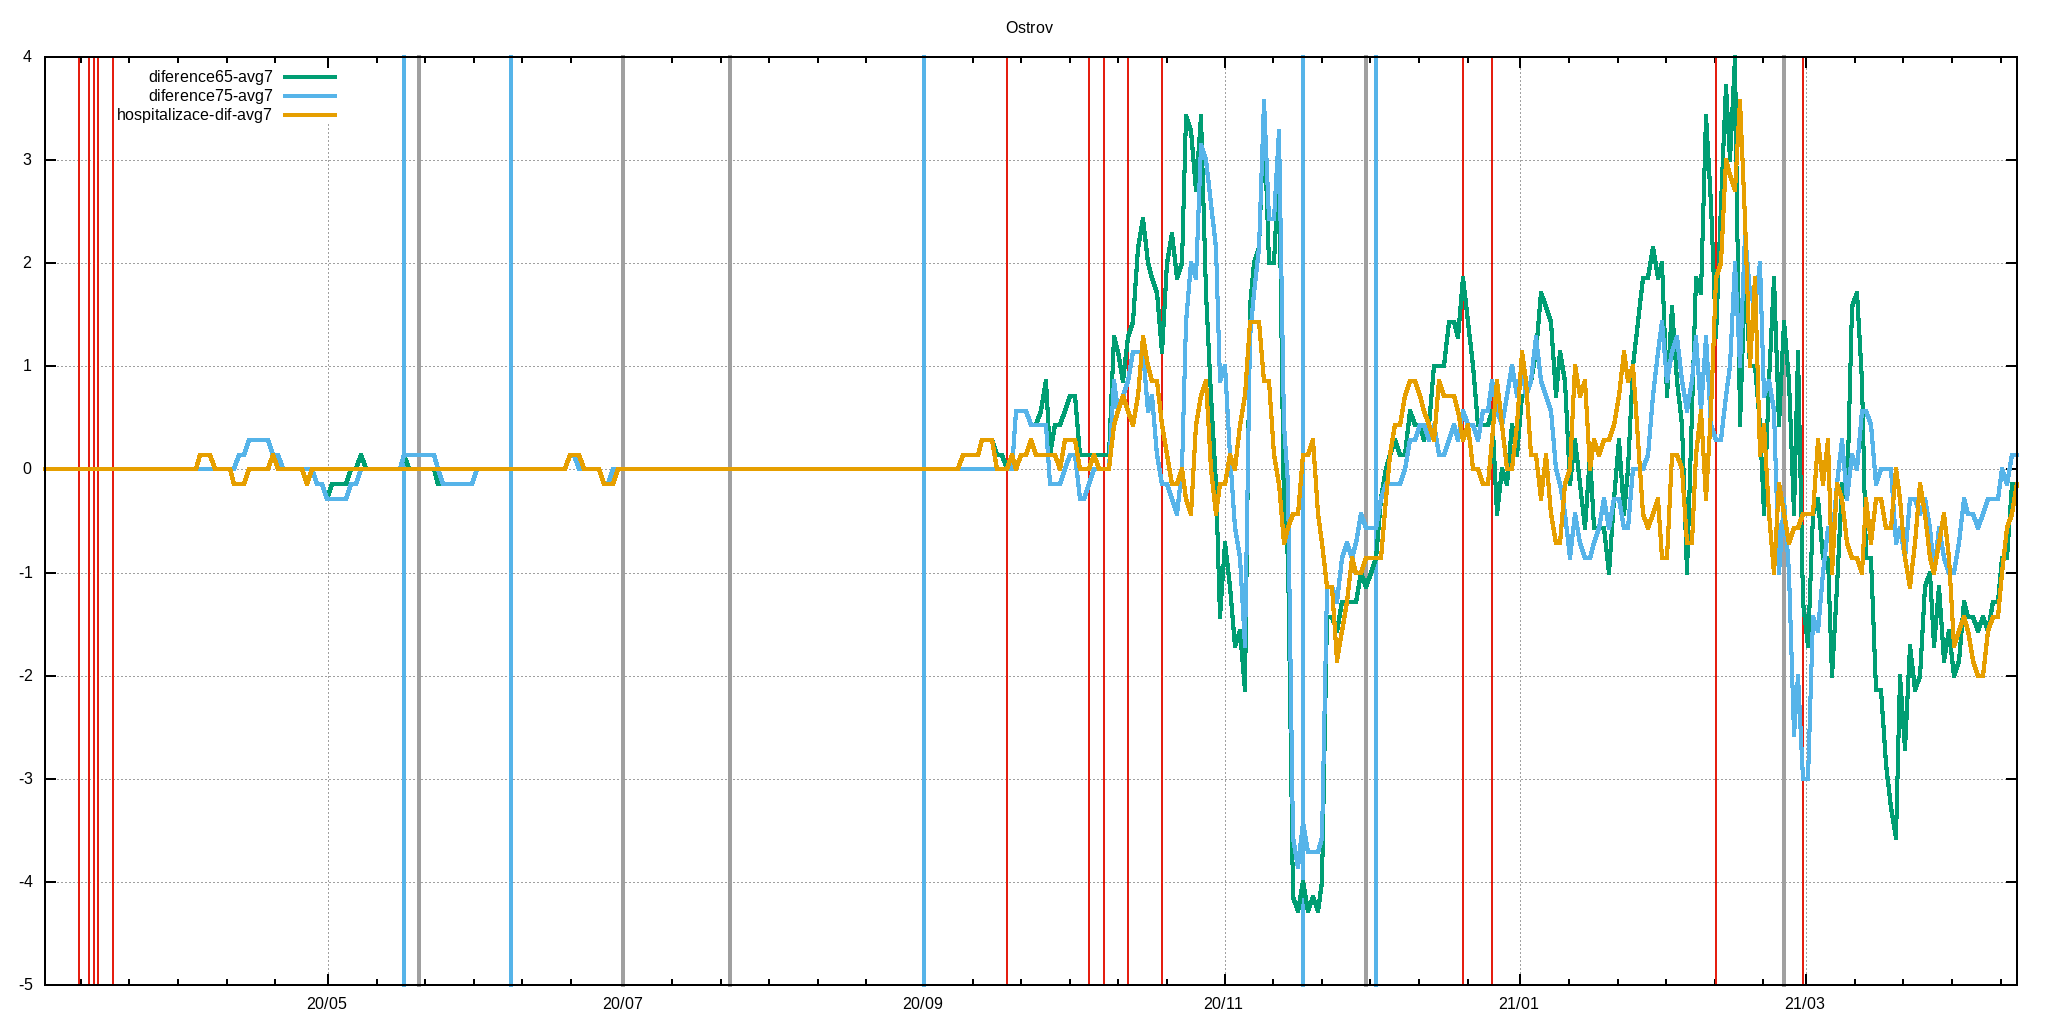 Ostrov
4
diference65-avg7
diference75-avg7
hospitalizace-dif-avg7
3
2
1
0
-1
-2
-3
-4
-5
20/05 20/07 20/09 20/11 21/01 21/03